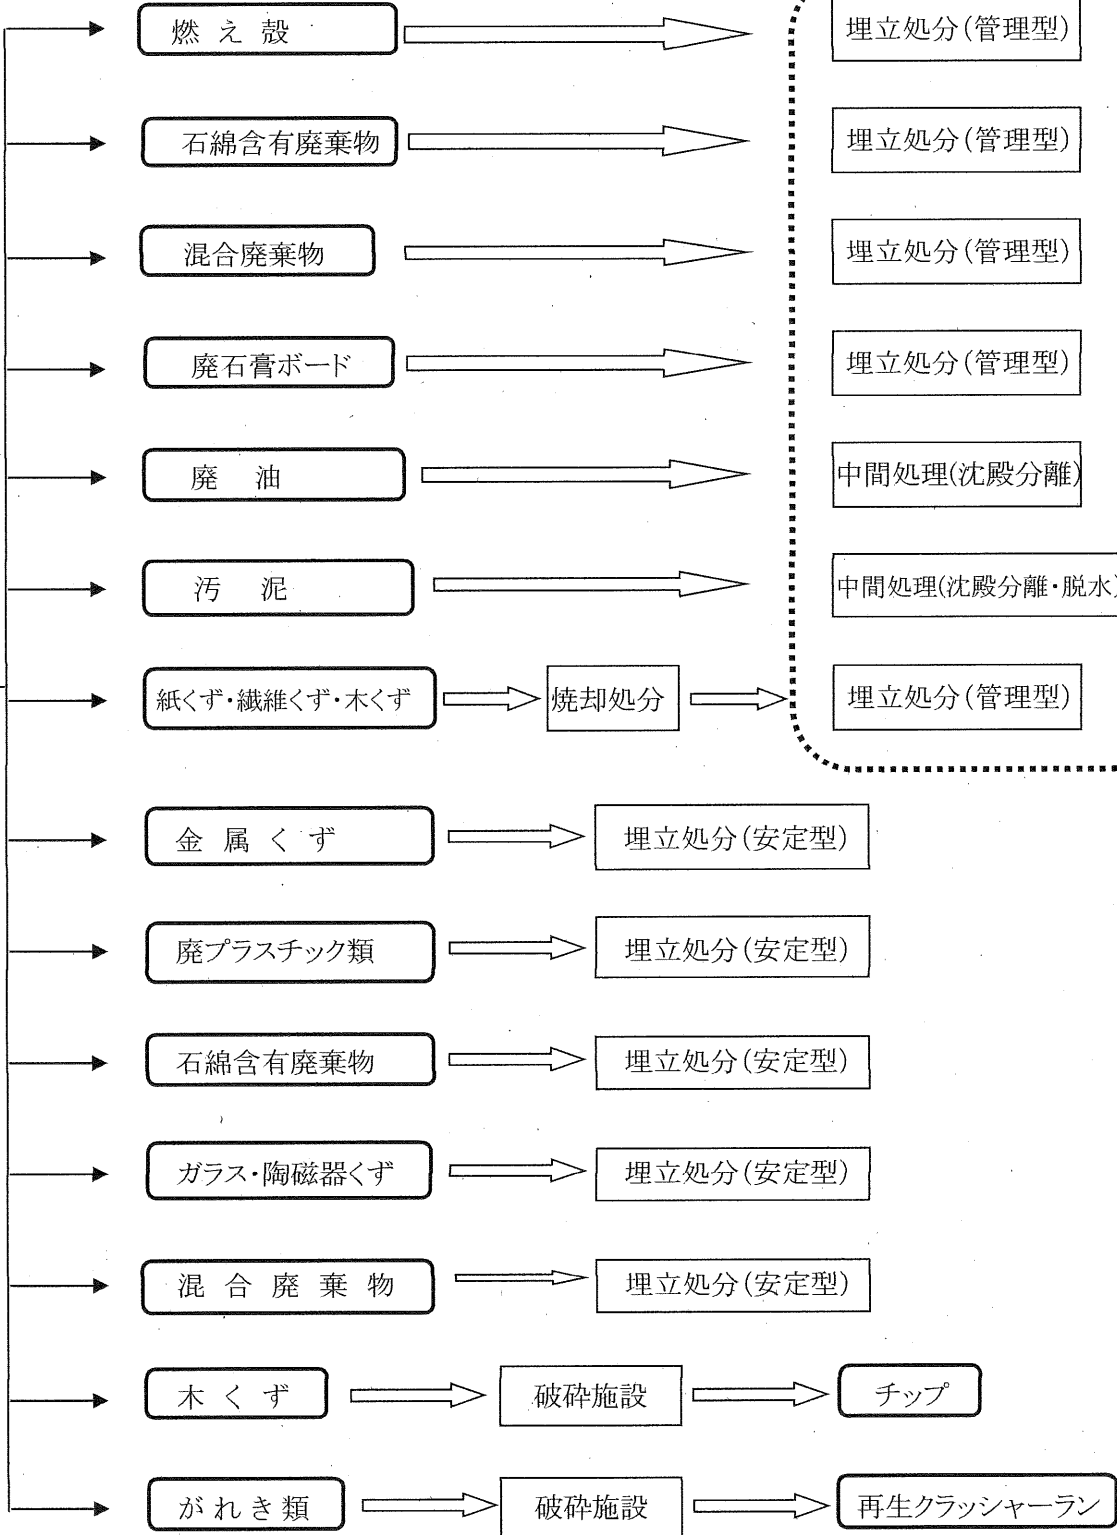 燃え殻 埋立処分(管理型)
石綿含有廃棄物 埋立処分(管理型)
混合廃棄物 埋立処分(管理型)
廃石膏ボード 埋立処分(管理型)
廃油 中間処理(沈殿分離)
汚泥 中間処理(沈殿分離・脱水)
紙くず・繊維くず・木くず 焼却処分 埋立処分(管理型)
金属くず 埋立処分(安定型)
廃プラスチック類 埋立処分(安定型)
石綿含有廃棄物 埋立処分(安定型)
ガラス・陶磁器くず 埋立処分(安定型)
混合廃棄物 埋立処分(安定型)
木くず 破砕施設 チップ
がれき類 破砕施設 再生クラッシャーラン